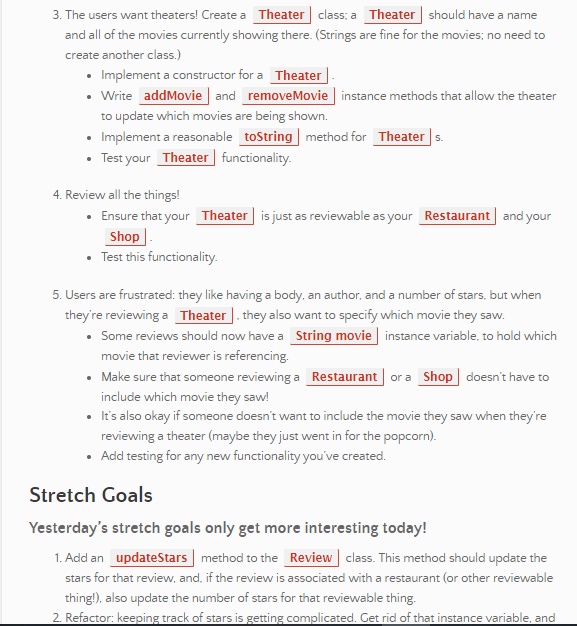 3. The users want theaters! Create a Theater class; a Theater should have a name
and all of the movies currently showing there. (Strings are fine for the movies; no need to
create another class.)
• Implement a constructor for a Theater .
• Write addMovie and removeMovie instance methods that allow the theater
to update which movies are being shown.
• Implement a reasonable toString method for Theater s.
• Test your Theater functionality.
4. Review all the things!
• Ensure that your Theater is just as reviewable as your Restaurant and your
Shop .
• Test this functionality.
5. Users are frustrated: they like having a body, an author, and a number of stars, but when
they're reviewing a Theater , they also want to specify which movie they saw.
• Some reviews should now have a String movie instance variable, to hold which
movie that reviewer is referencing.
• Make sure that someone reviewing a Restaurant or a Shop doesn't have to
include which movie they saw!
• It's also okay if someone doesn't want to include the movie they saw when they're
reviewing a theater (maybe they just went in for the popcorn).
• Add testing for any new functionality you've created.
Stretch Goals
Yesterday's stretch goals only get more interesting today!
1. Add an updateStars method to the Review class. This method should update the
stars for that review, and, if the review is associated with a restaurant (or other reviewable
thing!), also update the number of stars for that reviewable thing.
2. Refactor: keeping track of stars is getting complicated. Get rid of that instance variable, and